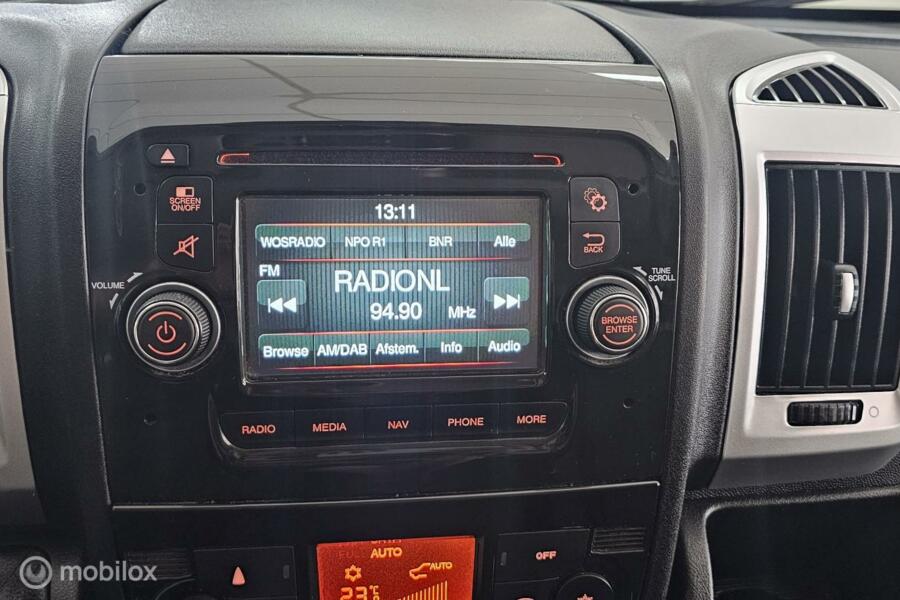 SCREEN
ON/OFF
13:11
WOSRADIO NPO R1 BNR Alle
BACK
FM
VOLUME
RADIONL
TUNE
SCROLL
94.90 MHz
BROWSE
ENTER
Browse AM/DAB Afstem. Info Audio
RADIO MEDIA NAV PHONE MORE
FULL AUTO
OFF
AUTO
23°
mobilox